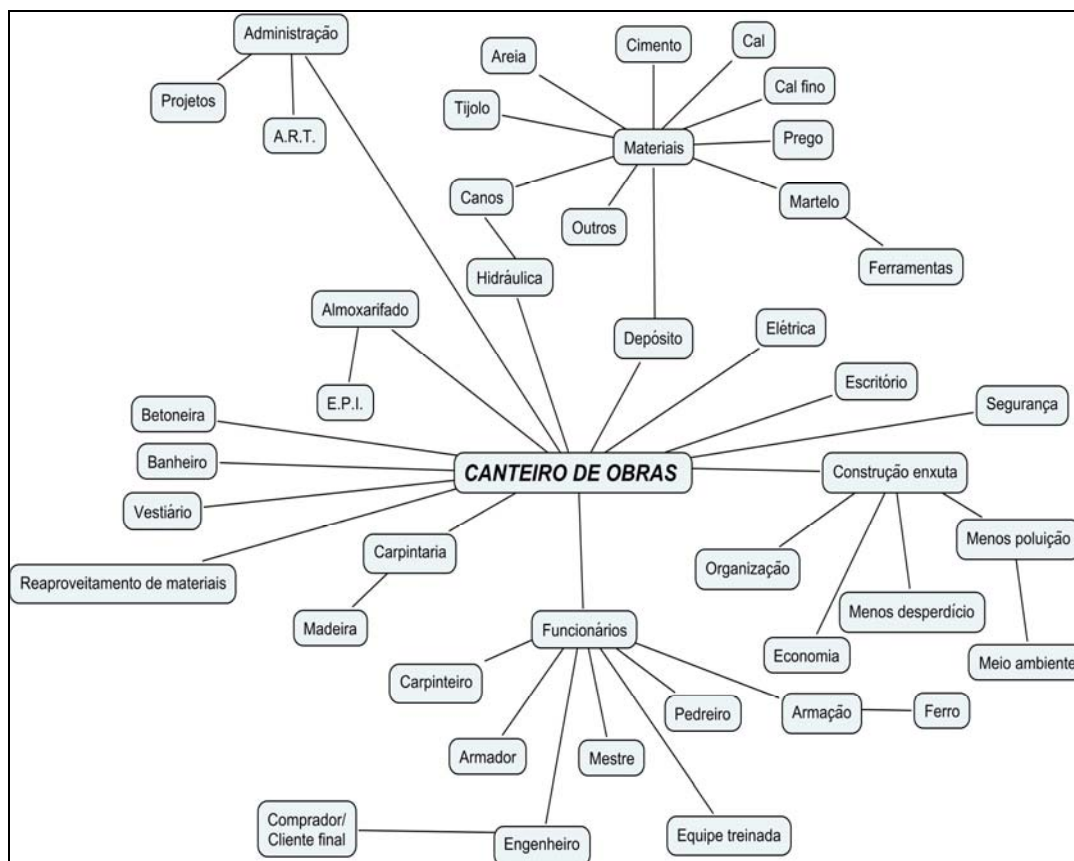 Administração
Projetos
A.R.T.
Areia
Cimento
Cal
Cal fino
Tijolo
Materiais
Prego
Canos
Outros
Martelo
Hidráulica
Ferramentas
Almoxarifado
Depósito
Elétrica
E.P.I.
Escritório
Segurança
Betoneira
Banheiro
CANTEIRO DE OBRAS
Construção enxuta
Vestiário
Carpintaria
Menos poluição
Reaproveitamento de materiais
Organização
Madeira
Funcionários
Menos desperdício
Economia
Meio ambiente
Carpinteiro
Pedreiro
Armação
Ferro
Armador
Mestre
Comprador/
Cliente final
Engenheiro
Equipe treinada